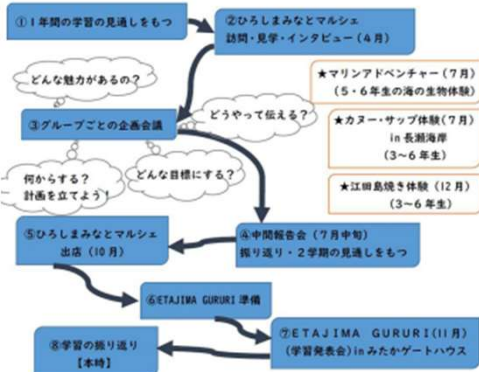 ①１年間の学習の見通しをもつ
②ひろしまみなとマルシェ
訪問・見学・インタビュー（４月）
どんな魅力があるの？
★マリンアドベンチャー（７月）
（５・６年生の海の生物体験）
どうやって伝える？
③グループごとの企画会議
★カヌー・サップ体験（７月）
in 長瀬海岸
（３～６年生）
何からする？
計画を立てよう！
どんな目標にする？
★江田島焼き体験（１２月）
（３～６年生）
⑤ひろしまみなとマルシェ
出店（１０月）
④中間報告会（７月中旬）
振り返り・２学期の見通しをもつ
⑥ETAJIMA GURURI 準備
⑦ＥＴＡＪＩＭＡ　ＧＵＲＵＲＩ（１１月）
（学習発表会）in みたかゲートハウス
⑧学習の振り返り
【本時】